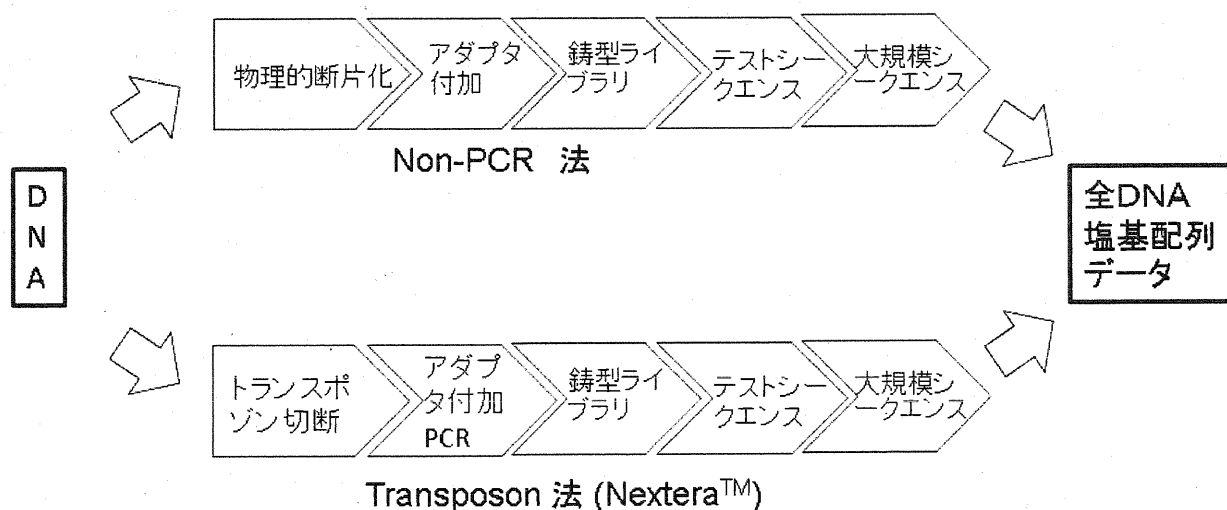 物理的断片化
アダプタ
付加
鋳型ライ
ブラリ
テストシー
クエンス
大規模シ
ークエンス
Non-PCR 法
D
N
A
全DNA
塩基配列
データ
トランスポ
ゾン切断
アダプ
タ付加
PCR
鋳型ライ
ブラリ
テストシー
クエンス
大規模シ
ークエンス
Transposon 法 (Nextera™)